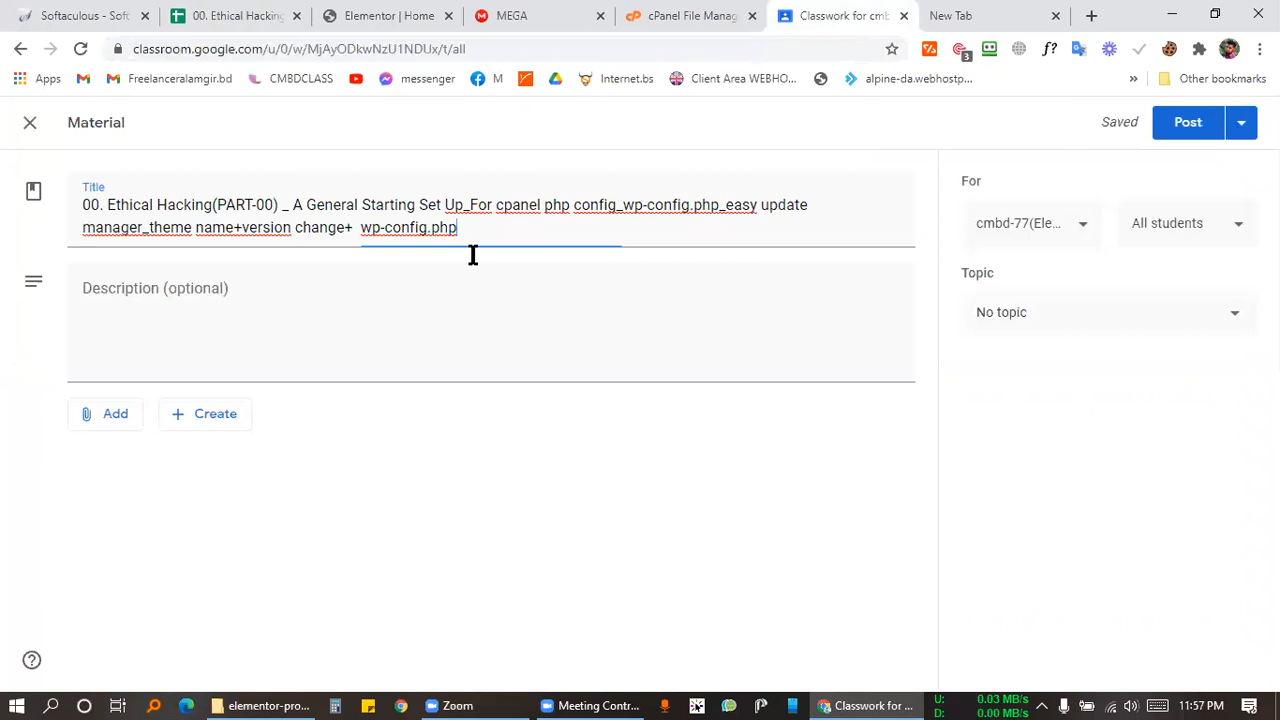 Softaculous - Soft
00. Ethical Hacking
Elementor | Home
MEGA
cPanel File Manag
Classwork for cmb
New Tab
classroom.google.com/u/0/w/MjAyODkwNzU1NDUx/t/all
3
Apps
Freelanceralamgir.bd
CMBDCLASS
messenger
M
Internet.bs
Client Area WEBHO...
alpine-da.webhostp...
Other bookmarks
Material
Saved
Post
Title
00. Ethical Hacking(PART-00) _ A General Starting Set Up_For cpanel php config_wp-config.php_easy update
manager_theme name+version change+  wp-config.php
Description (optional)
Add
Create
For
cmbd-77(Ele...
All students
Topic
No topic
elementor(pro...
Zoom
Meeting Contr...
Classwork for ...
U: 0.03 MB/s
D: 0.00 MB/s
11:57 PM